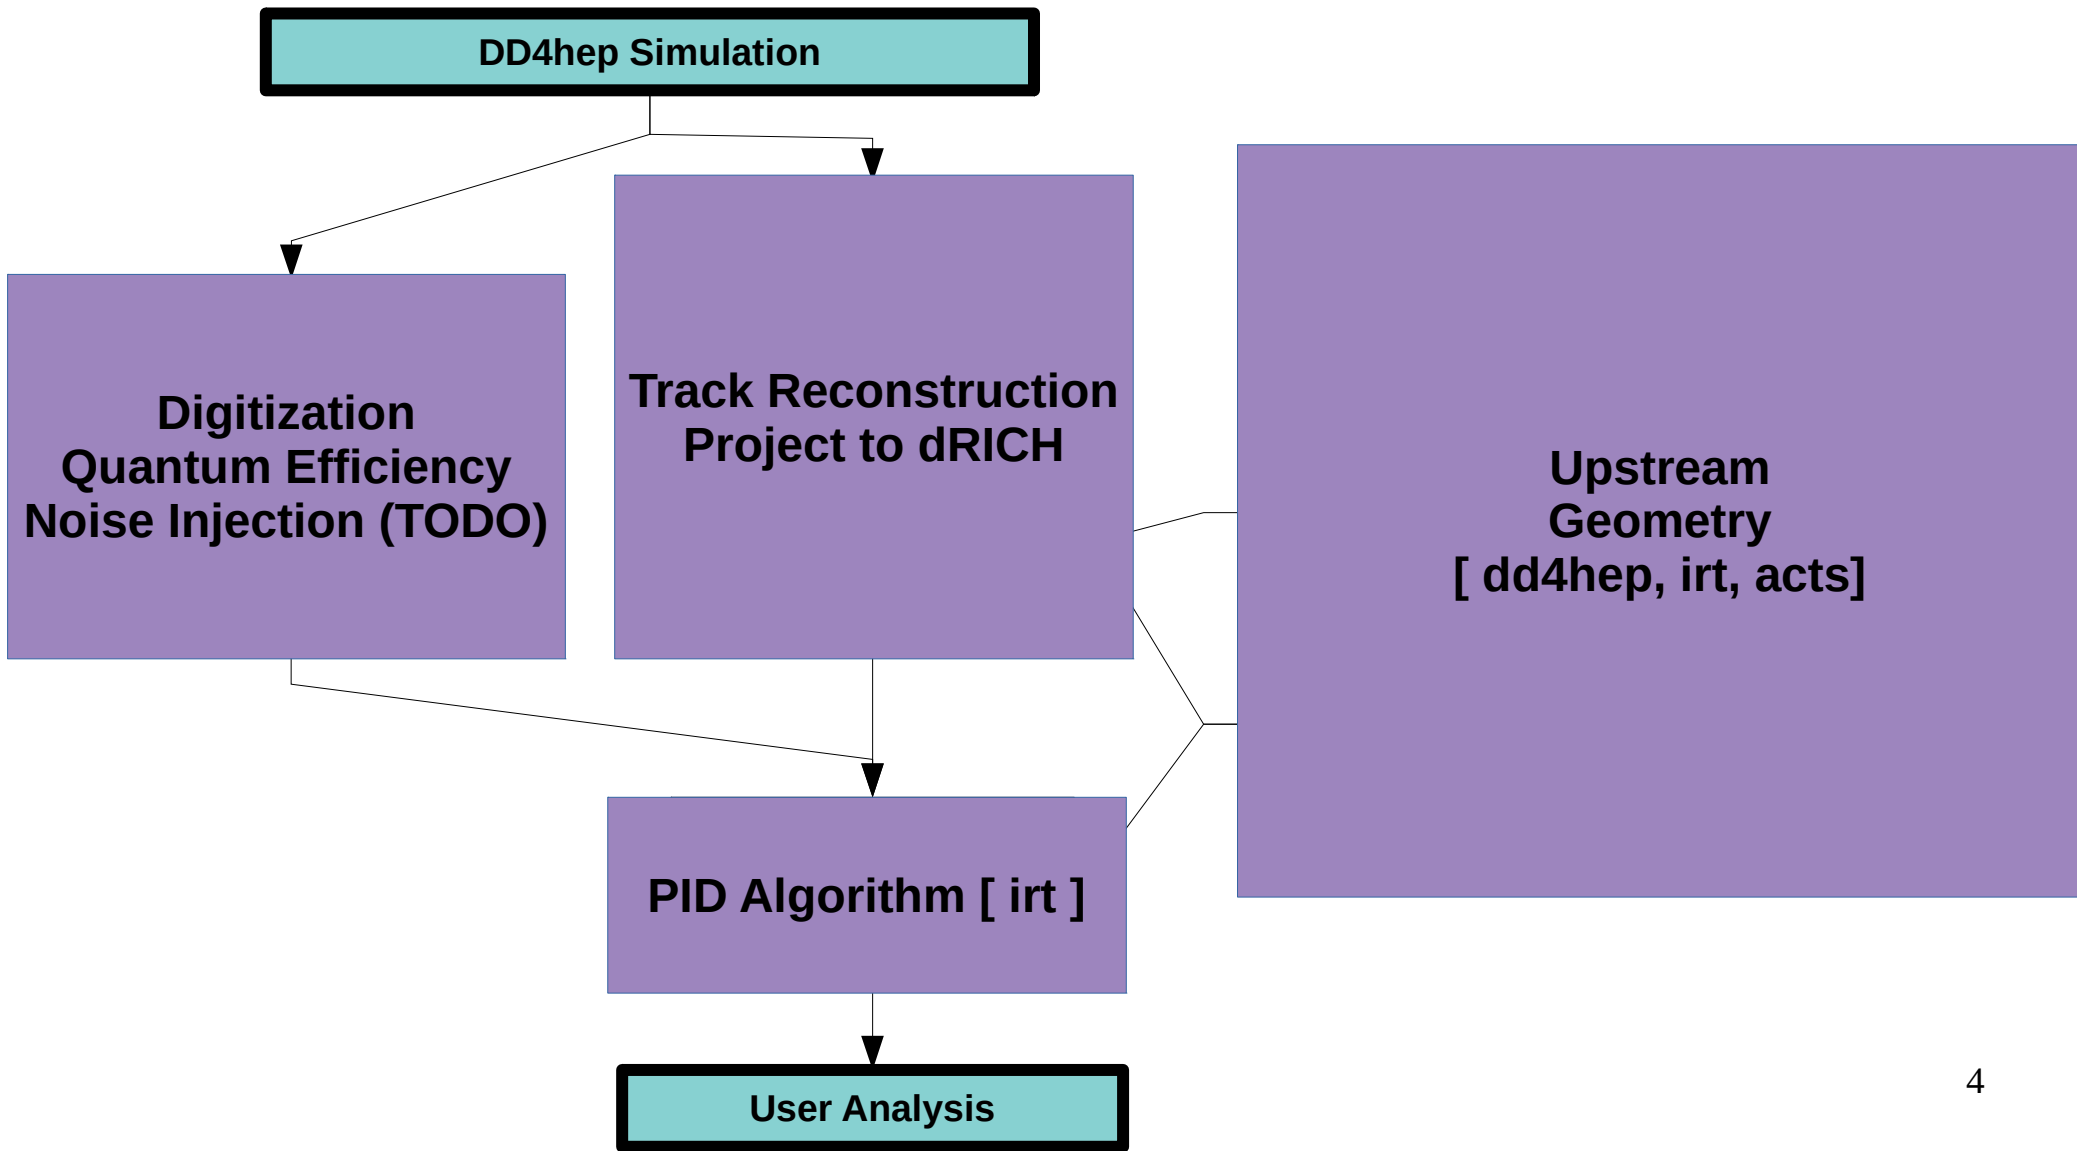 DD4hep Simulation
Digitization
Quantum Efficiency
Noise Injection (TODO)
Track Reconstruction
Project to dRICH
Upstream
Geometry
[ dd4hep, irt, acts]
PID Algorithm [ irt ]
User Analysis
4